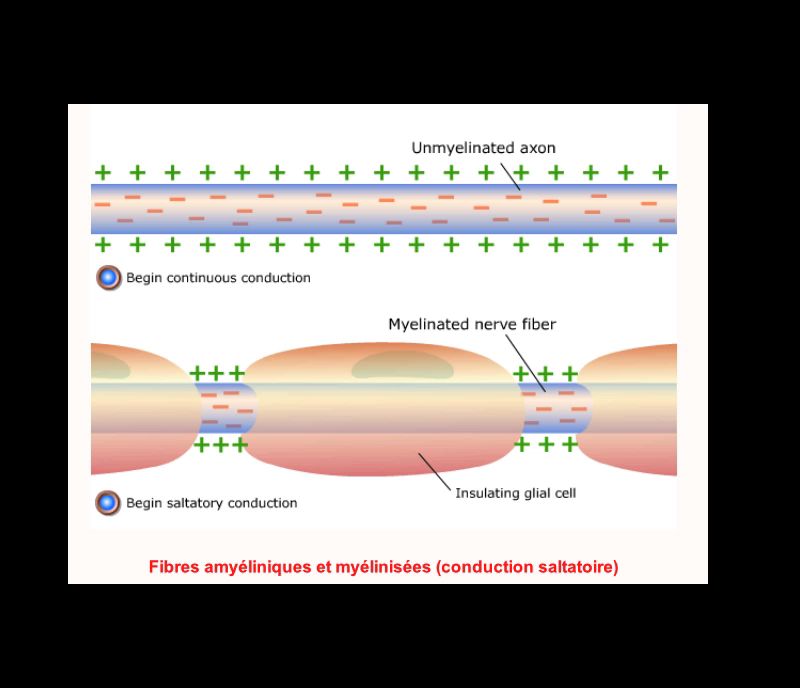 Unmyelinated axon
Begin continuous conduction
Myelinated nerve fiber
Insulating glial cell
Begin saltatory conduction
Fibres amyéliniques et myélinisées (conduction saltatoire)